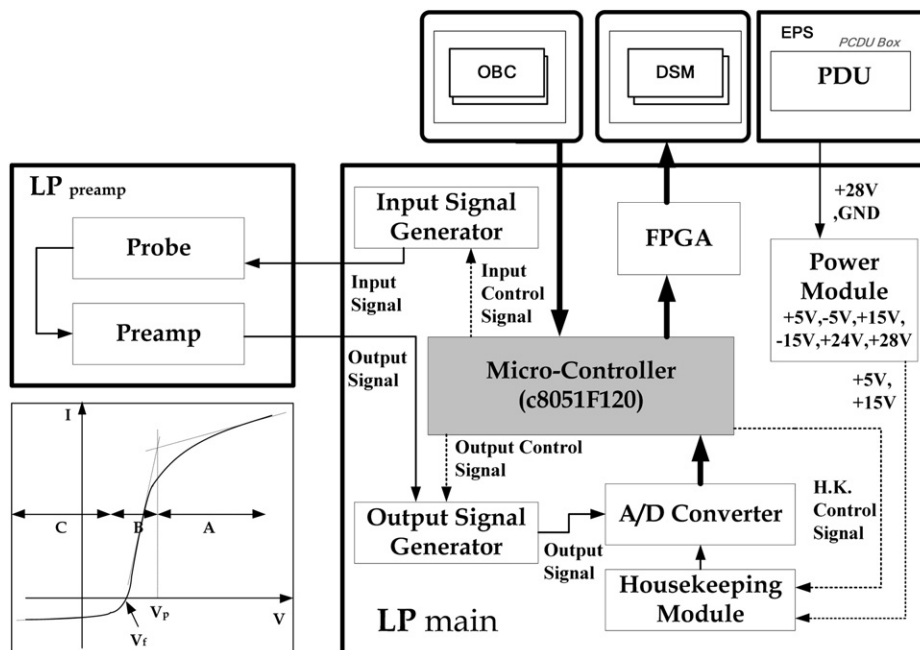 OBC
DSM
EPS
PCDU Box
PDU
+28V
,GND
LP preamp
Probe
Preamp
Input Signal
Generator
FPGA
Power
Module
+5V,-5V,+15V,
-15V,+24V,+28V
Input
Signal
Input
Control
Signal
Output
Signal
Micro-Controller
(c8051F120)
+5V,
+15V
Output Control
Signal
I
C
B
A
Vp
Vf
V
Output Signal
Generator
Output
Signal
A/D Converter
H.K.
Control
Signal
Housekeeping
Module
LP main